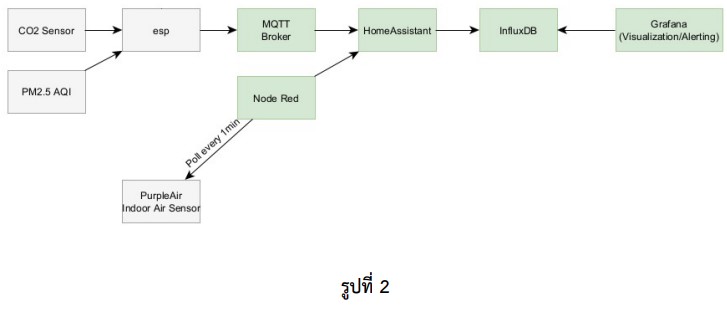 CO2 Sensor
esp
MQTT
Broker
HomeAssistant
InfluxDB
Grafana
(Visualization/Alerting)
PM2.5 AQI
Node Red
Poll every 1min
PurpleAir
Indoor Air Sensor
รูปที่ 2